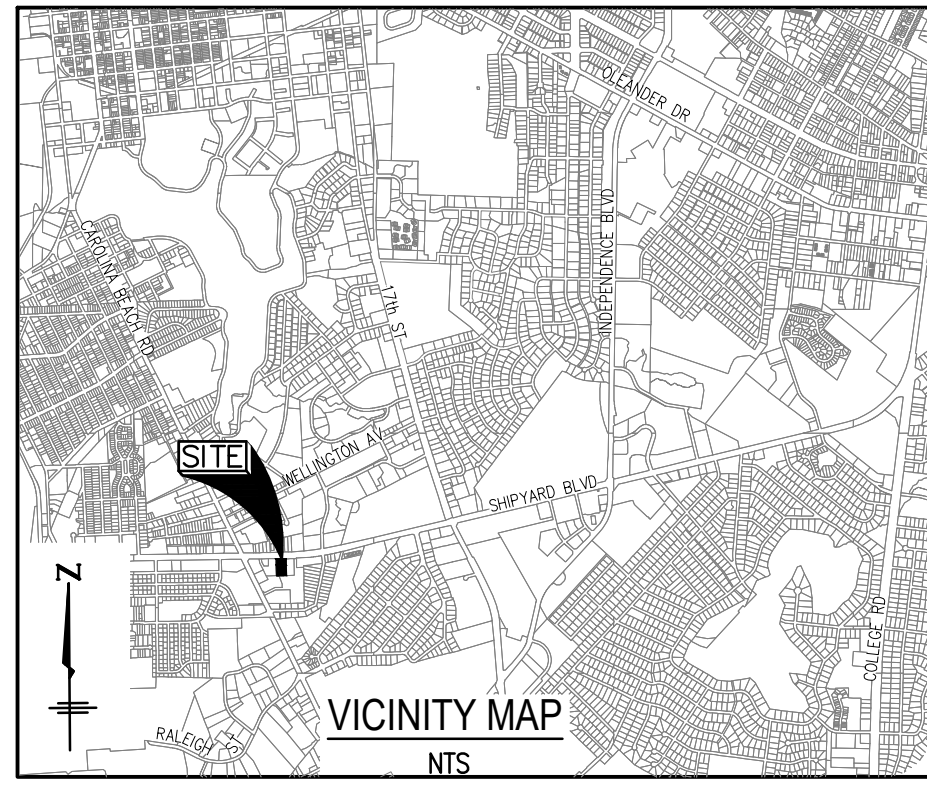 OLEANDER DR
INDEPENDENCE BLVD
CAROLINA BEACH RD
17th ST
SITE
WELLINGTON AV
SHIPYARD BLVD
N
COLLEGE RD
RALEIGH ST
VICINITY MAP
NTS